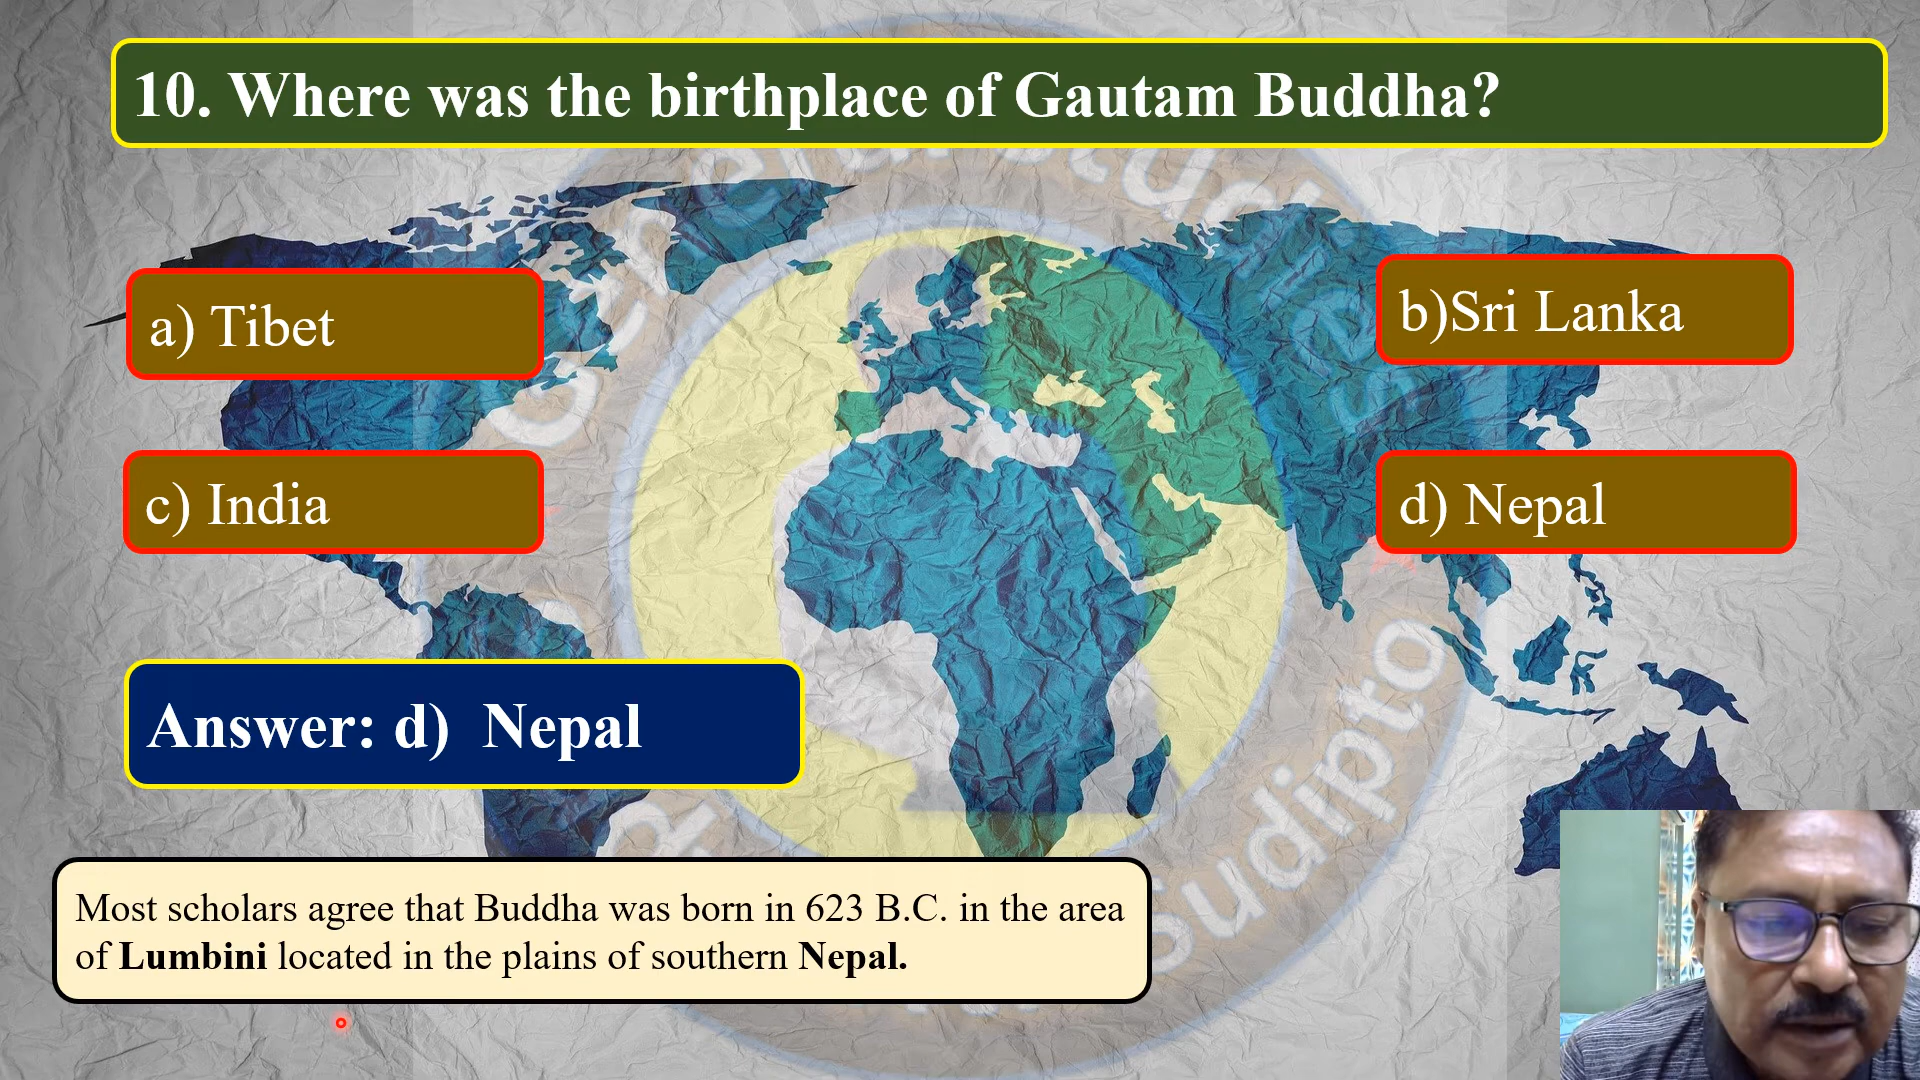 10. Where was the birthplace of Gautam Buddha?
a) Tibet
b)Sri Lanka
c) India
d) Nepal
Answer: d)  Nepal
Most scholars agree that Buddha was born in 623 B.C. in the area
of Lumbini located in the plains of southern Nepal.
Sudipto